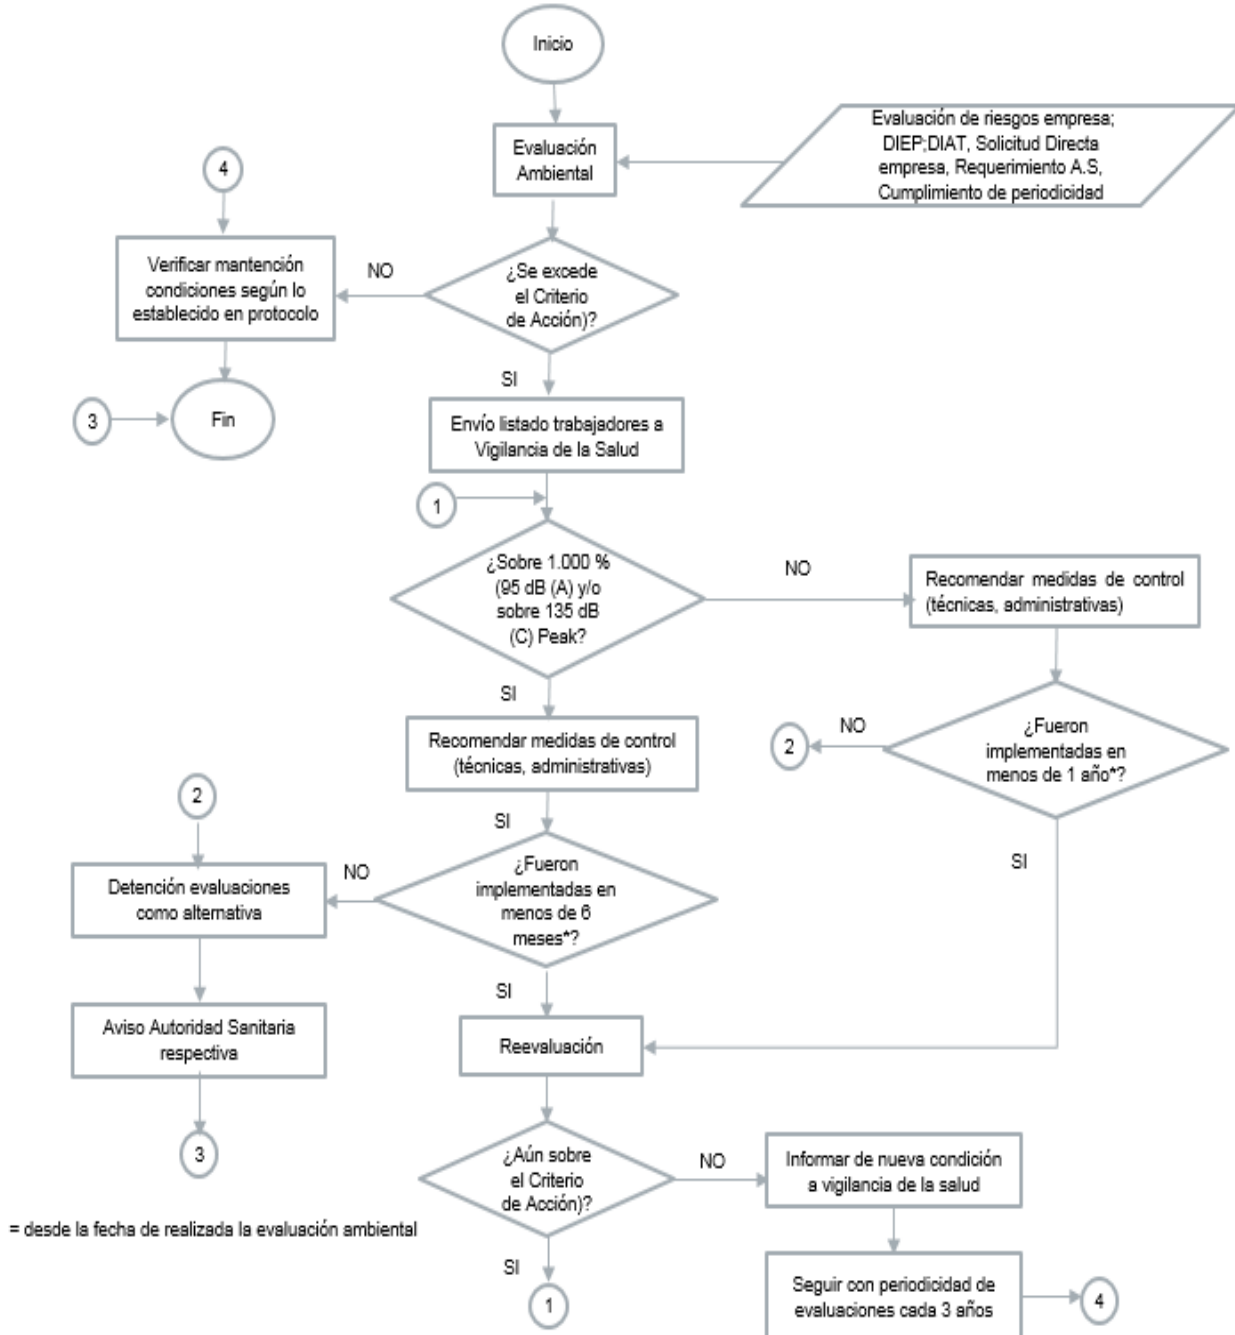 Inicio
Evaluación de riesgos empresa;
DIEP;DIAT, Solicitud Directa
empresa, Requerimiento A.S,
Cumplimiento de periodicidad
Evaluación
Ambiental
4
Verificar mantención
condiciones según lo
establecido en protocolo
NO
¿Se excede
el Criterio
de Acción)?
SI
3
Fin
Envío listado trabajadores a
Vigilancia de la Salud
1
¿Sobre 1.000 %
(95 dB (A) y/o
sobre 135 dB
(C) Peak?
NO
Recomendar medidas de control
(técnicas, administrativas)
SI
Recomendar medidas de control
(técnicas, administrativas)
2
NO
¿Fueron
implementadas en
menos de 1 año*?
SI
2
SI
Detención evaluaciones
como alternativa
NO
¿Fueron
implementadas en
menos de 6
meses*?
SI
Aviso Autoridad Sanitaria
respectiva
Reevaluación
3
¿Aún sobre
el Criterio
de Acción)?
NO
Informar de nueva condición
a vigilancia de la salud
= desde la fecha de realizada la evaluación ambiental
SI
1
Seguir con periodicidad de
evaluaciones cada 3 años
4